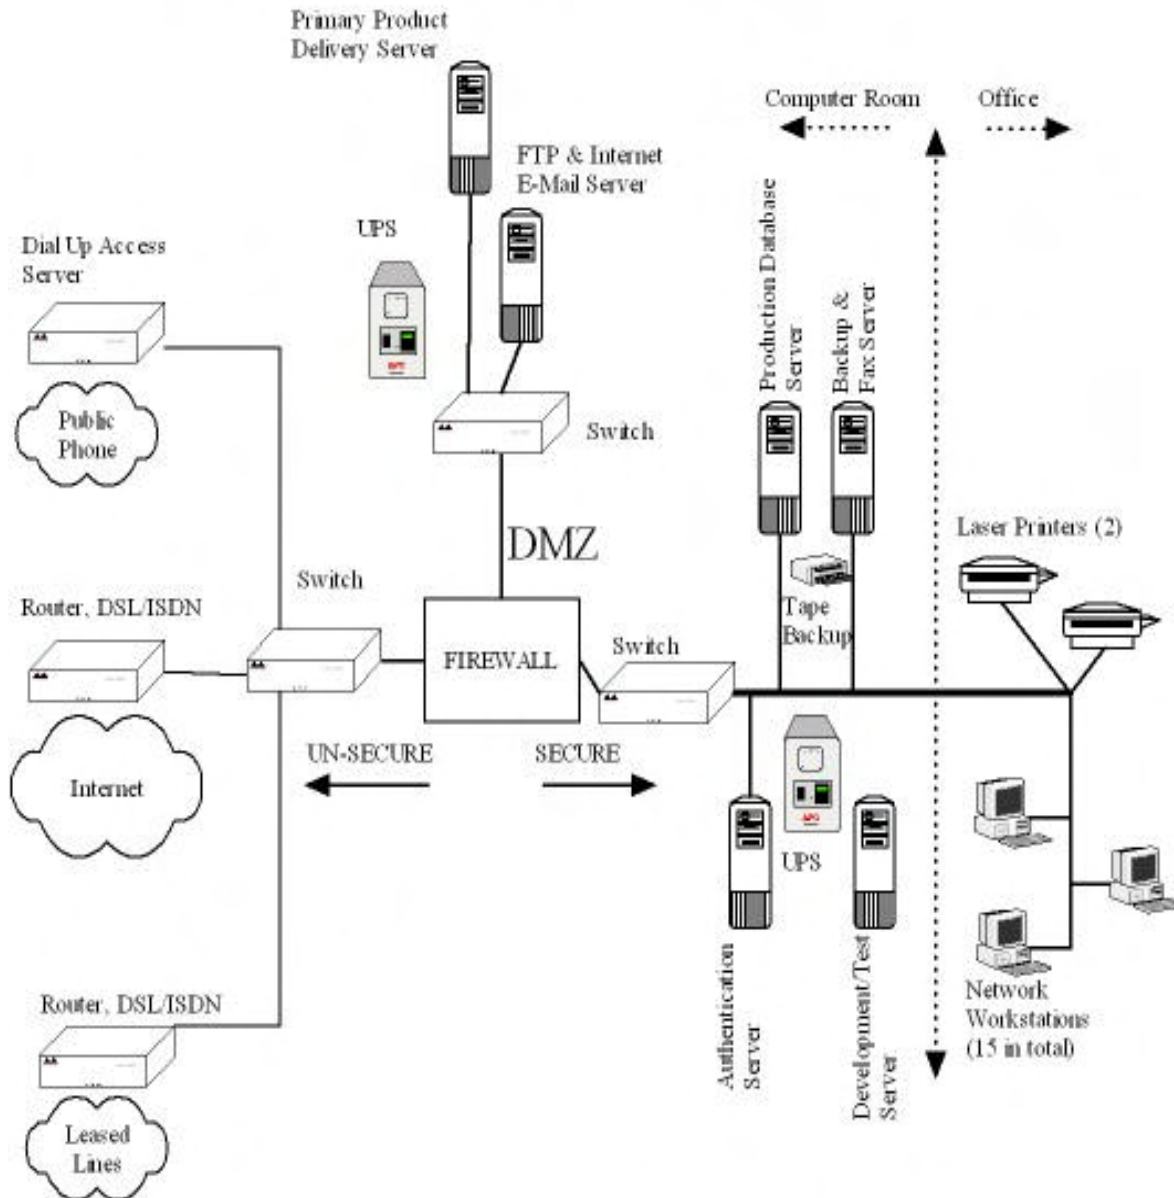 Primary Product
Delivery Server
Computer Room
Office
FTP & Internet
E-Mail Server
UPS
Dial Up Access
Server
Production Database
Server
Backup &
Fax Server
Public
Phone
Switch
Laser Printers (2)
DMZ
Switch
Router, DSL/ISDN
Tape
Backup
FIREWALL
Switch
UN-SECURE
SECURE
Internet
APC
UPS
Authentication
Server
Development/Test
Server
Router, DSL/ISDN
Network
Workstations
(15 in total)
Leased
Lines